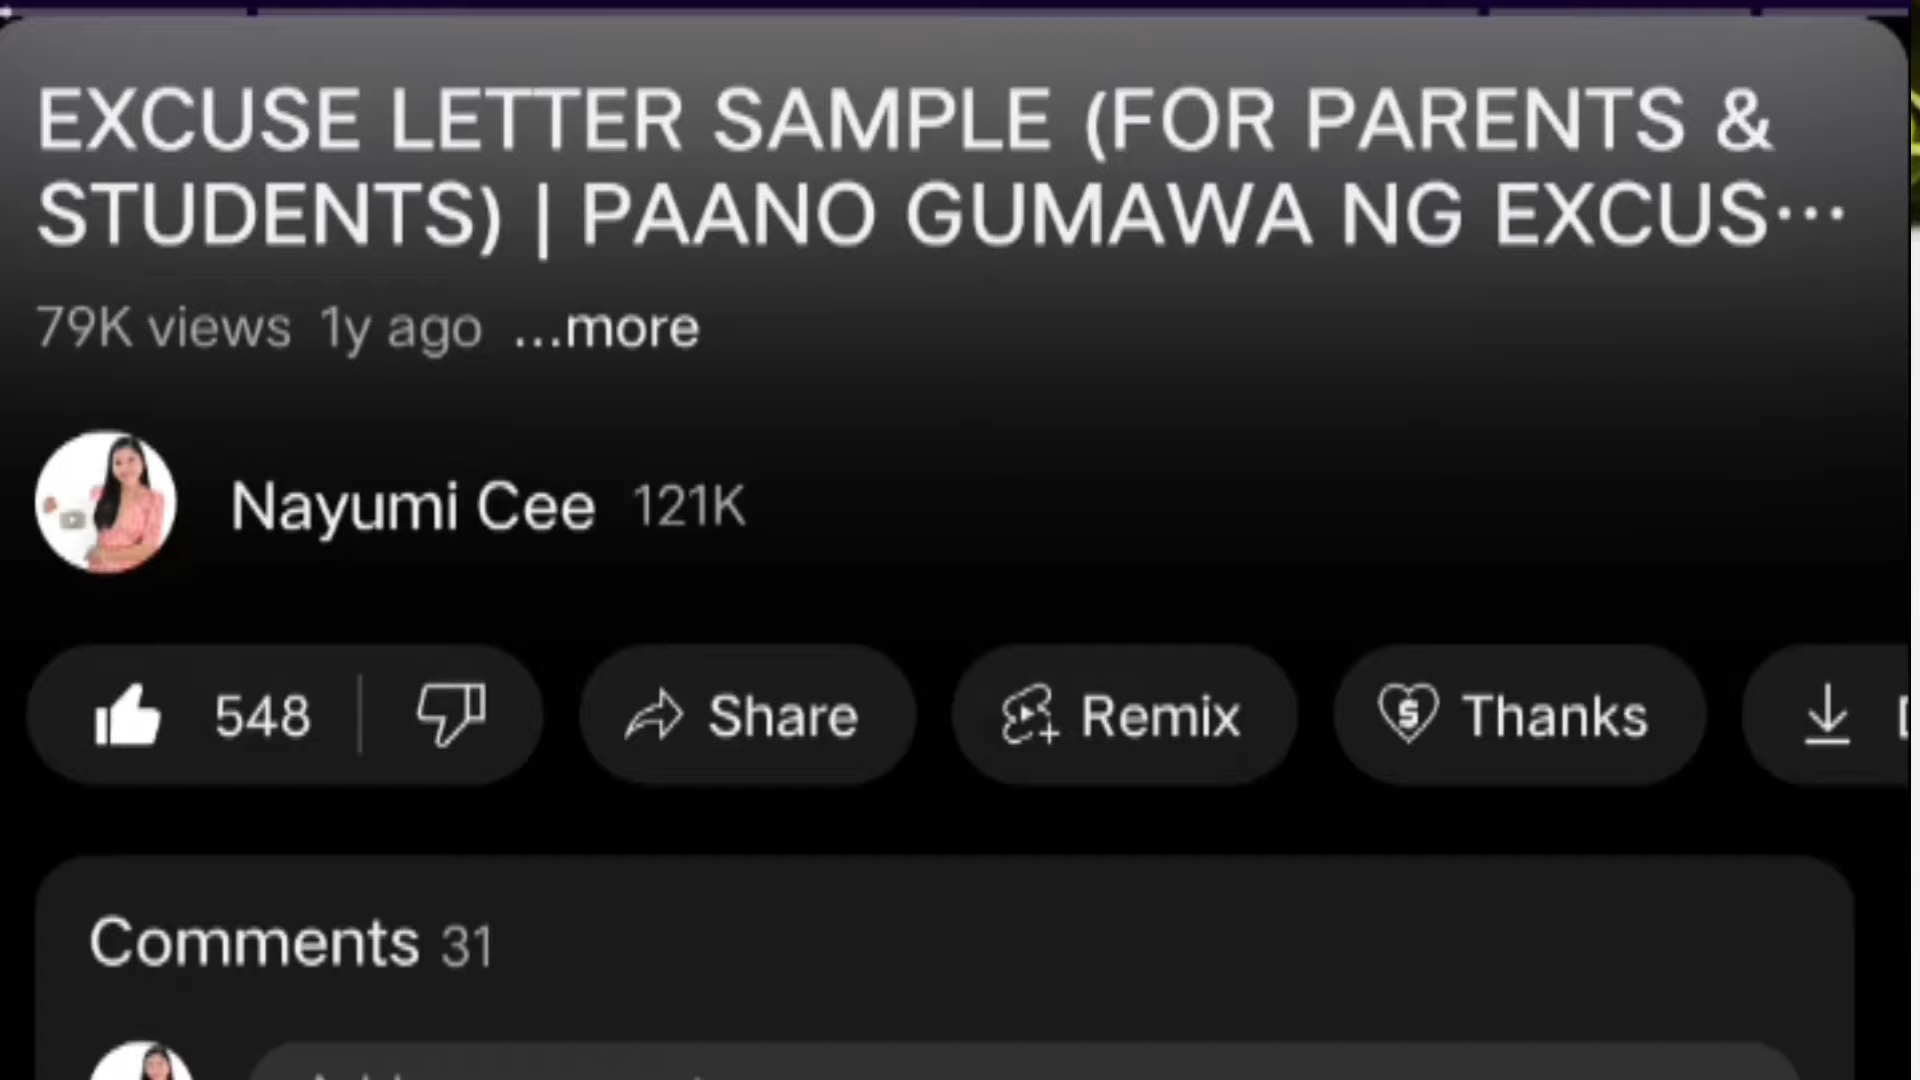 EXCUSE LETTER SAMPLE (FOR PARENTS &
STUDENTS) | PAANO GUMAWA NG EXCUS...
79K views 1y ago ...more
Nayumi Cee 121K
548 Share Remix Thanks
Comments 31